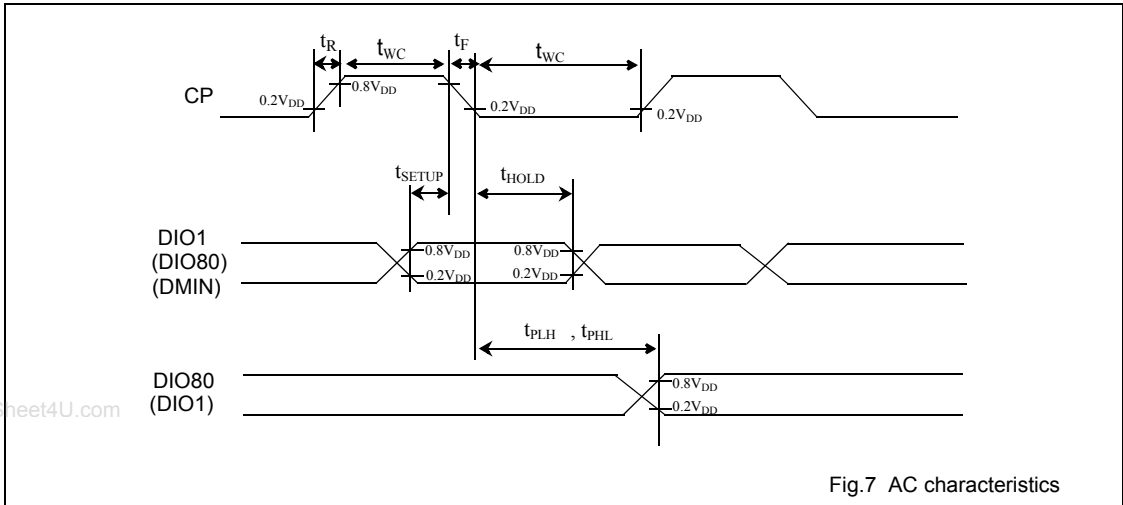 tR tWC tF tWC
CP
0.2VDD 0.8VDD 0.2VDD 0.2VDD
tSETUP tHOLD
DIO1
(DIO80)
(DMIN)
0.8VDD 0.8VDD
0.2VDD 0.2VDD
tPLH , tPHL
DIO80
(DIO1)
0.8VDD
0.2VDD
heet4U.com
Fig.7 AC characteristics